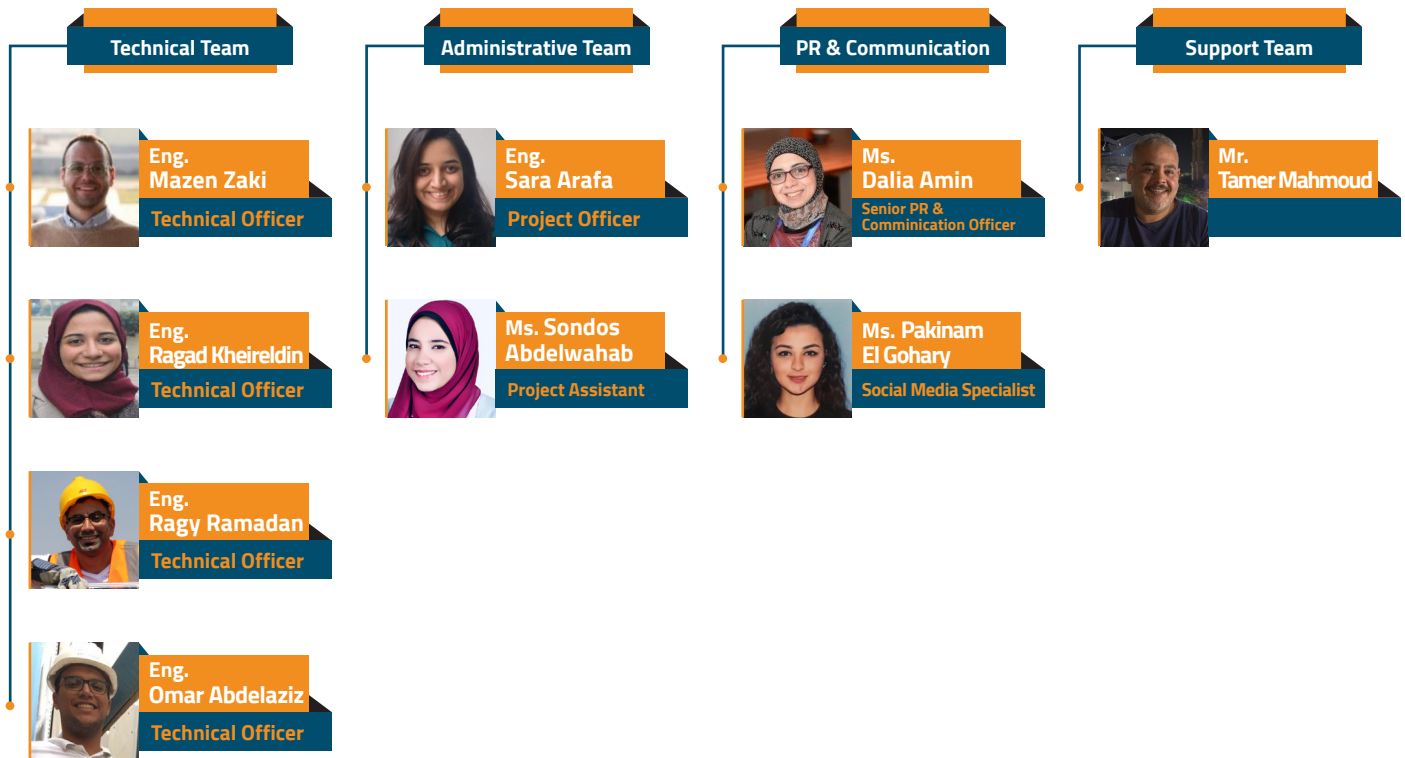 Technical Team
Eng.
Mazen Zaki
Technical Officer
Eng.
Ragad Kheireldin
Technical Officer
Eng.
Ragy Ramadan
Technical Officer
Eng.
Omar Abdelaziz
Technical Officer
Administrative Team
Eng.
Sara Arafa
Project Officer
Ms. Sondos
Abdelwahab
Project Assistant
PR & Communication
Ms.
Dalia Amin
Senior PR &
Comminication Officer
Ms. Pakinam
El Gohary
Social Media Specialist
Support Team
Mr.
Tamer Mahmoud